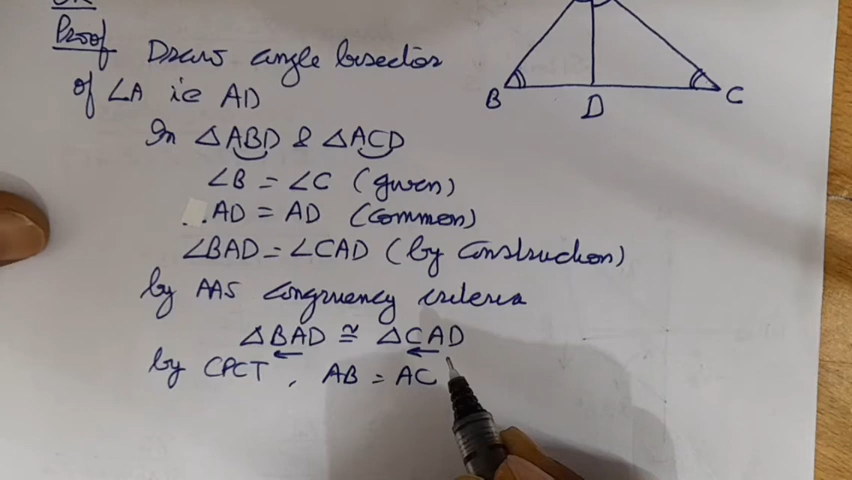 Proof Draw angle bisector
of ∠A ie AD
In △ABD & △ACD
∠B = ∠C (given)
AD = AD (Common)
∠BAD = ∠CAD (by Construction)
by AAS Congruency criteria
△BAD ≅ △CAD
by CPCT , AB = AC
B
D
C